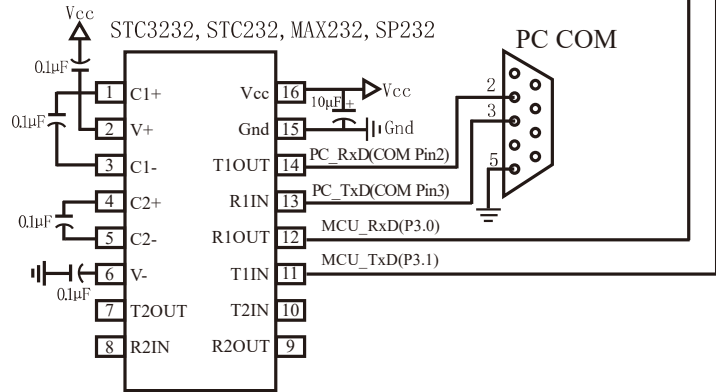 Vcc
STC3232, STC232, MAX232, SP232
PC COM
0.1µF
1 C1+ Vcc 16 Vcc
2
10µF +
0.1µF
3
2 V+ Gnd 15 Gnd
3 C1- T1OUT 14 PC_RxD(COM Pin2)
5
4 C2+ R1IN 13 PC_TxD(COM Pin3)
0.1µF
5 C2- R1OUT 12 MCU_RxD(P3.0)
6 V- T1IN 11 MCU_TxD(P3.1)
0.1µF
7 T2OUT T2IN 10
8 R2IN R2OUT 9